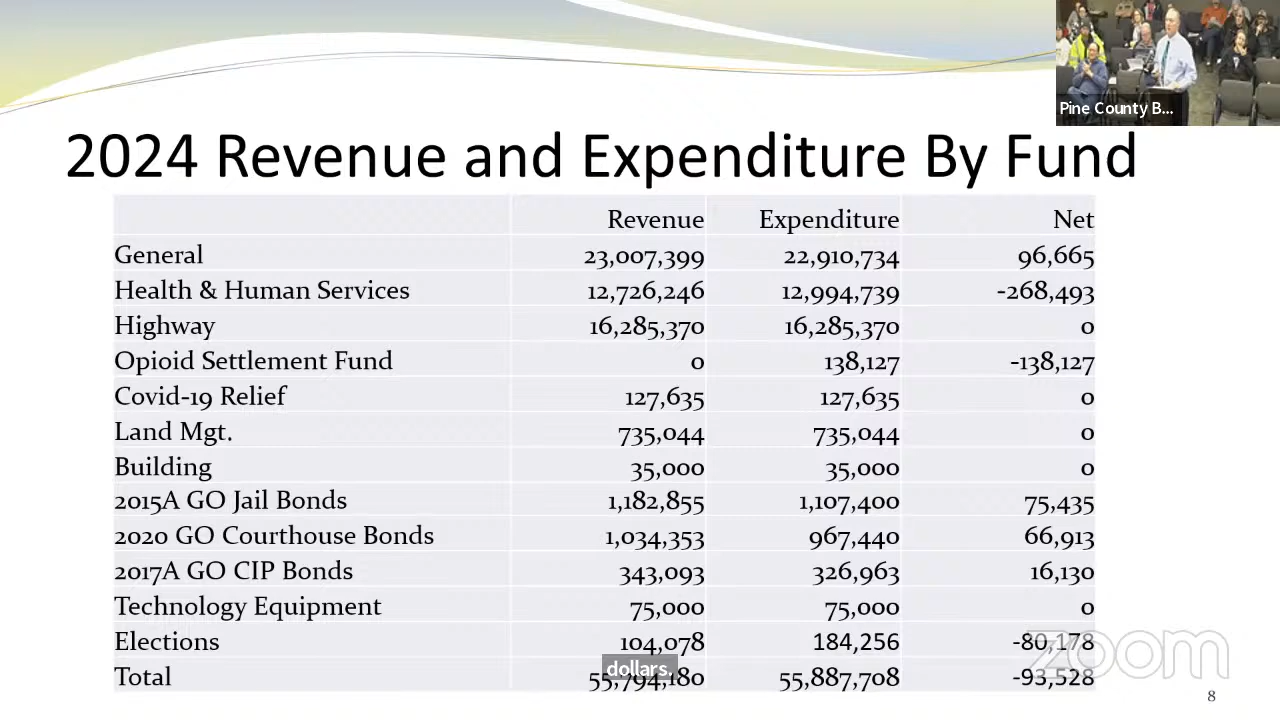 Pine County B...
2024 Revenue and Expenditure By Fund
Revenue Expenditure Net
General 23,007,399 22,910,734 96,665
Health & Human Services 12,726,246 12,994,739 -268,493
Highway 16,285,370 16,285,370 0
Opioid Settlement Fund 0 138,127 -138,127
Covid-19 Relief 127,635 127,635 0
Land Mgt. 735,044 735,044 0
Building 35,000 35,000 0
2015A GO Jail Bonds 1,182,855 1,107,400 75,435
2020 GO Courthouse Bonds 1,034,353 967,440 66,913
2017A GO CIP Bonds 343,093 326,963 16,130
Technology Equipment 75,000 75,000 0
Elections 104,078 184,256 -80,178
zoom
dollars.
Total 55,794,180 55,887,708 -93,528
8